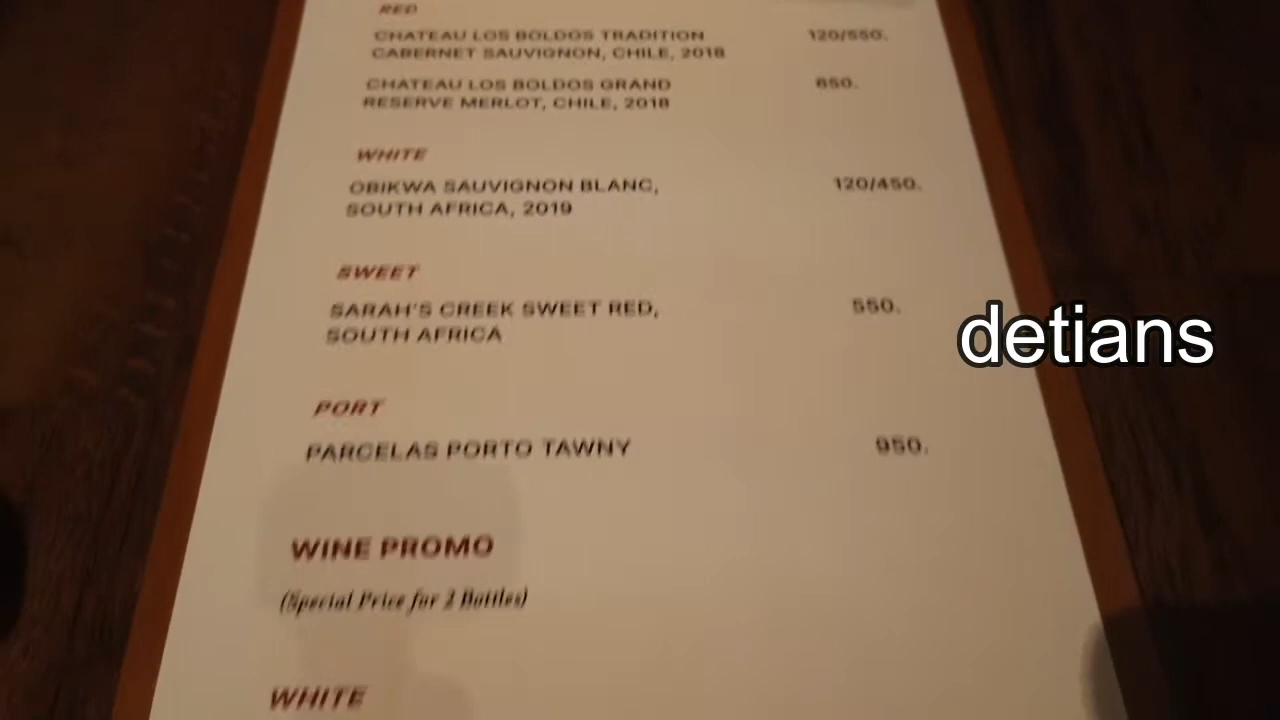 RED
CHATEAU LOS BOLDOS TRADITION 120/550.
CABERNET SAUVIGNON, CHILE, 2018
CHATEAU LOS BOLDOS GRAND 650.
RESERVE MERLOT, CHILE, 2018
WHITE
OBIKWA SAUVIGNON BLANC, 120/450.
SOUTH AFRICA, 2019
SWEET
SARAH'S CREEK SWEET RED, 550.
SOUTH AFRICA
detians
PORT
PARCELAS PORTO TAWNY 950.
WINE PROMO
(Special Price for 2 Bottles)
WHITE